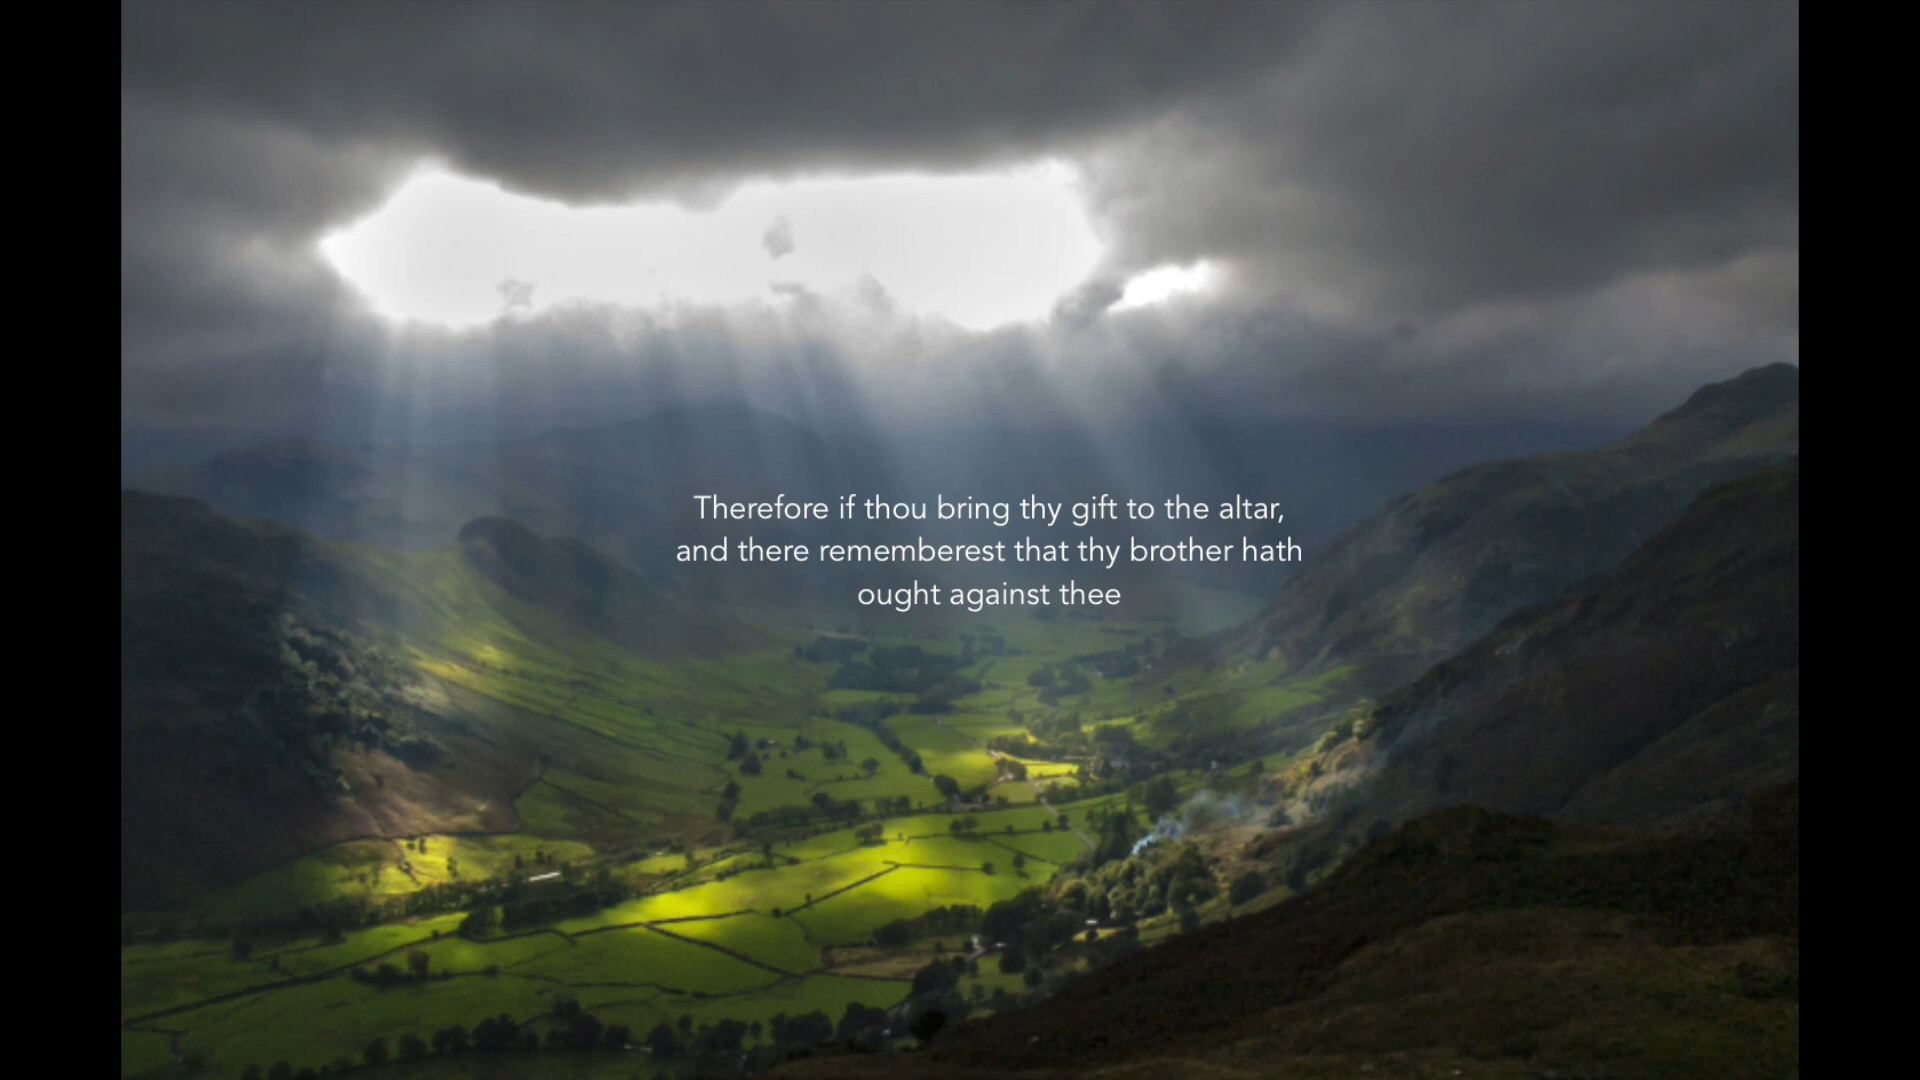 Therefore if thou bring thy gift to the altar,
and there rememberest that thy brother hath
ought against thee